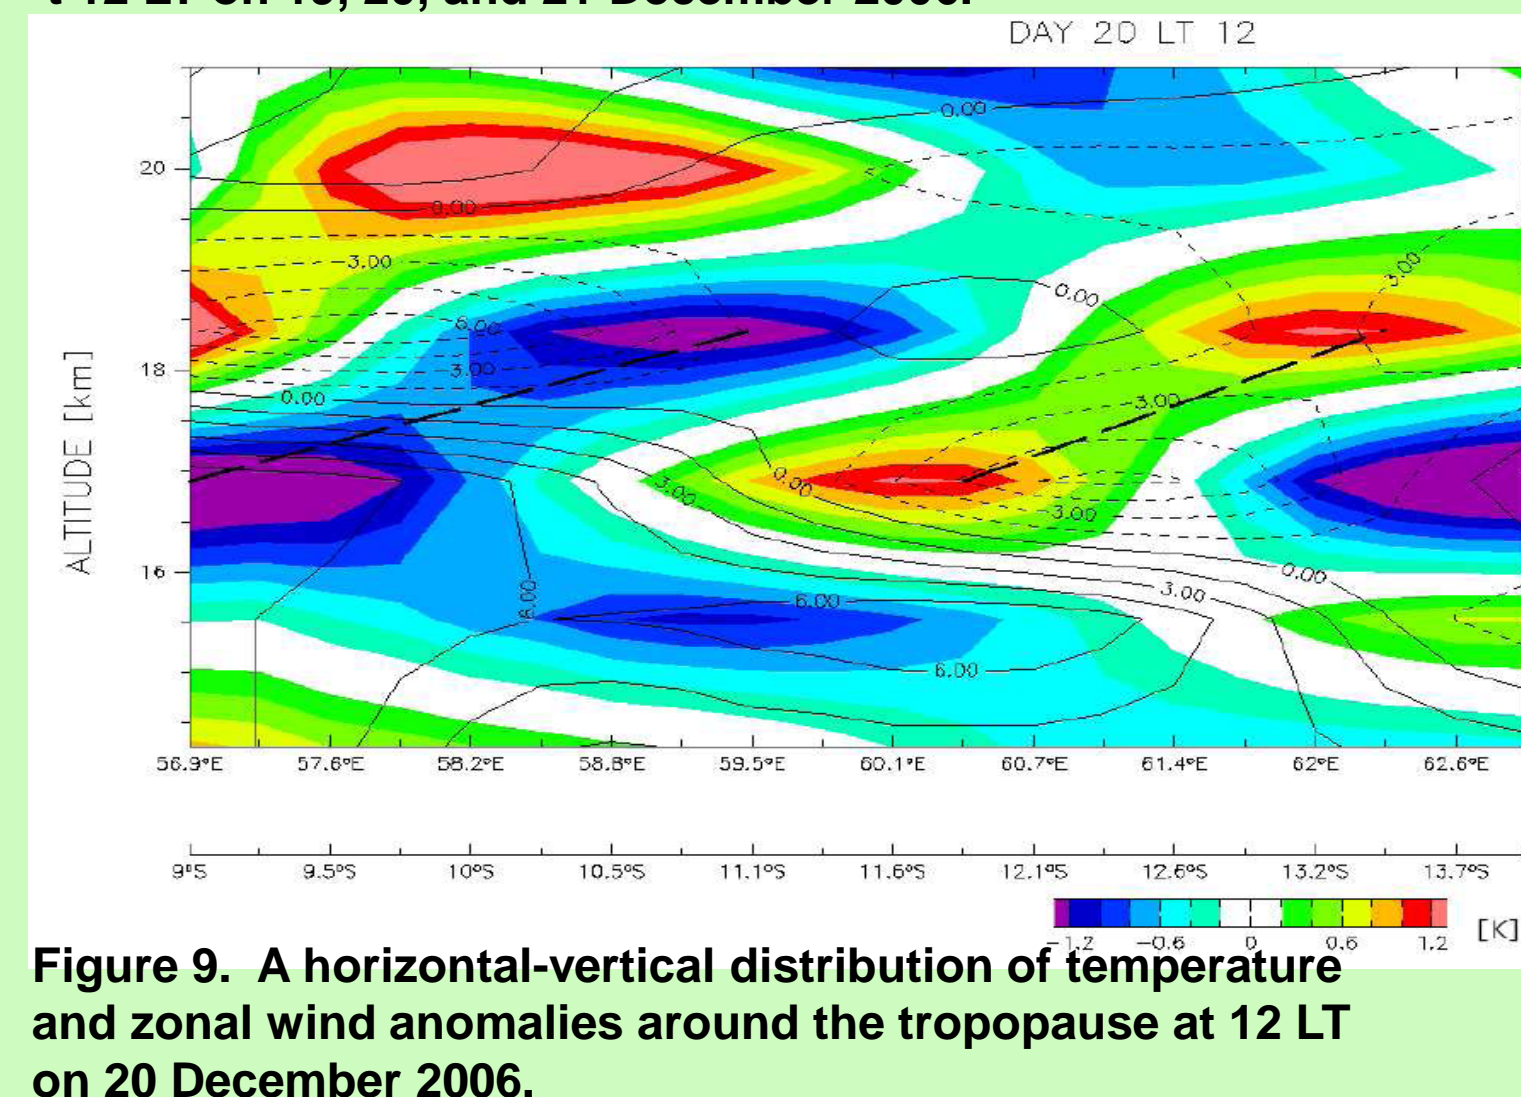 DAY 20 LT 12
0.00
20
0.00
3.00
3.00
0.00
6.00
ALTITUDE [km]
18
3.00
0.00
3.00
0.00
3.00
3.00
16
0.00
3.00
6.00
6.00
6.00
56.9°E 57.6°E 58.2°E 58.8°E 59.5°E 60.1°E 60.7°E 61.4°E 62°E 62.6°E
9°S 9.5°S 10°S 10.5°S 11.1°S 11.6°S 12.1°S 12.6°S 13.2°S 13.7°S
-1.2 -0.6 0 0.6 1.2 [K]
Figure 9. A horizontal-vertical distribution of temperature
and zonal wind anomalies around the tropopause at 12 LT
on 20 December 2006.